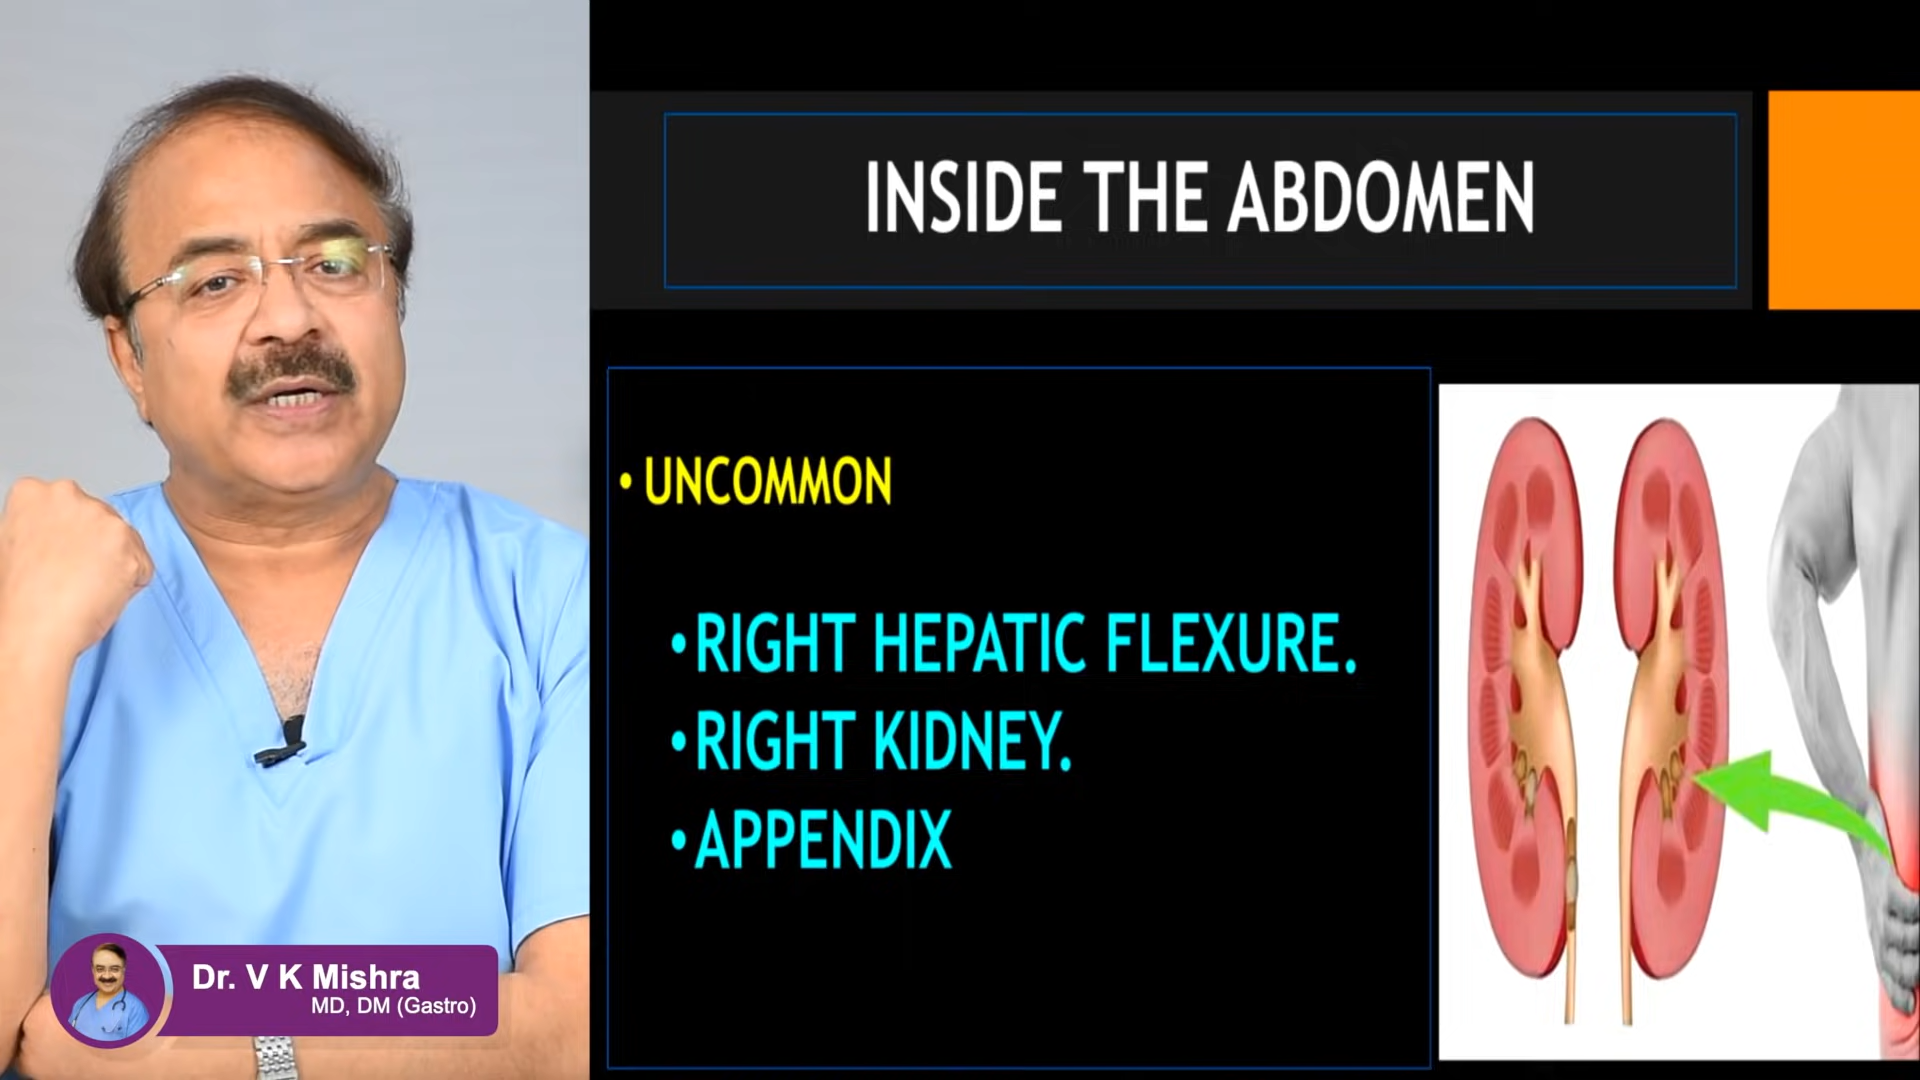 INSIDE THE ABDOMEN
• UNCOMMON
• RIGHT HEPATIC FLEXURE.
• RIGHT KIDNEY.
• APPENDIX
Dr. V K Mishra
MD, DM (Gastro)